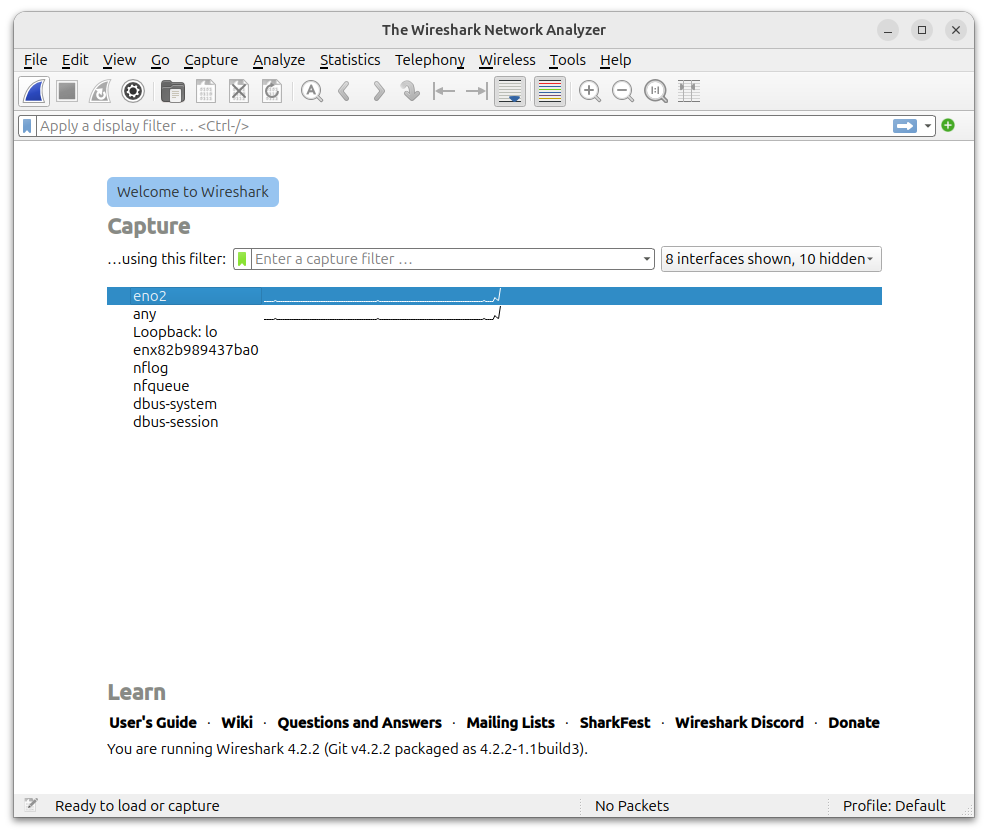 The Wireshark Network Analyzer
File Edit View Go Capture Analyze Statistics Telephony Wireless Tools Help
Apply a display filter … <Ctrl-/>
Welcome to Wireshark
Capture
…using this filter: Enter a capture filter … 8 interfaces shown, 10 hidden
eno2
any
Loopback: lo
enx82b989437ba0
nflog
nfqueue
dbus-system
dbus-session
Learn
User's Guide · Wiki · Questions and Answers · Mailing Lists · SharkFest · Wireshark Discord · Donate
You are running Wireshark 4.2.2 (Git v4.2.2 packaged as 4.2.2-1.1build3).
Ready to load or capture No Packets Profile: Default